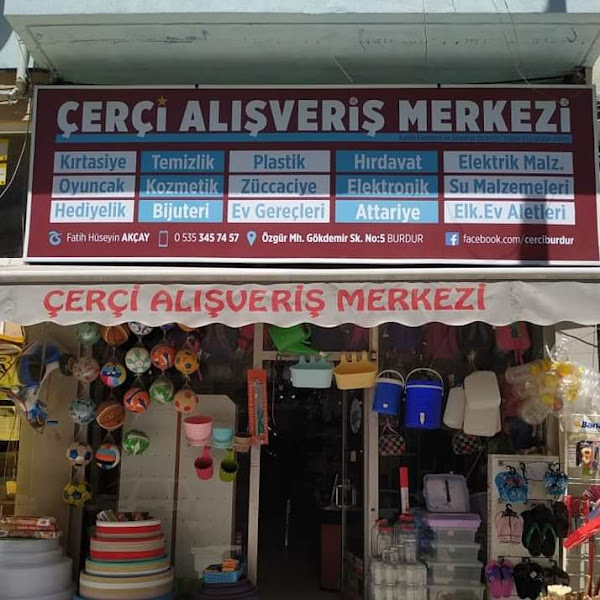 ÇERÇİ ALIŞVERİŞ MERKEZİ
Kırtasiye Temizlik Plastik Hırdavat Elektrik Malz.
Oyuncak Kozmetik Züccaciye Elektronik Su Malzemeleri
Hediyelik Bijuteri Ev Gereçleri Attariye Elk.Ev Aletleri
Fatih Hüseyin AKÇAY 0 535 345 74 57 Özgür Mh. Gökdemir Sk. No:5 BURDUR facebook.com/cerciburdur
ÇERÇİ ALIŞVERİŞ MERKEZİ